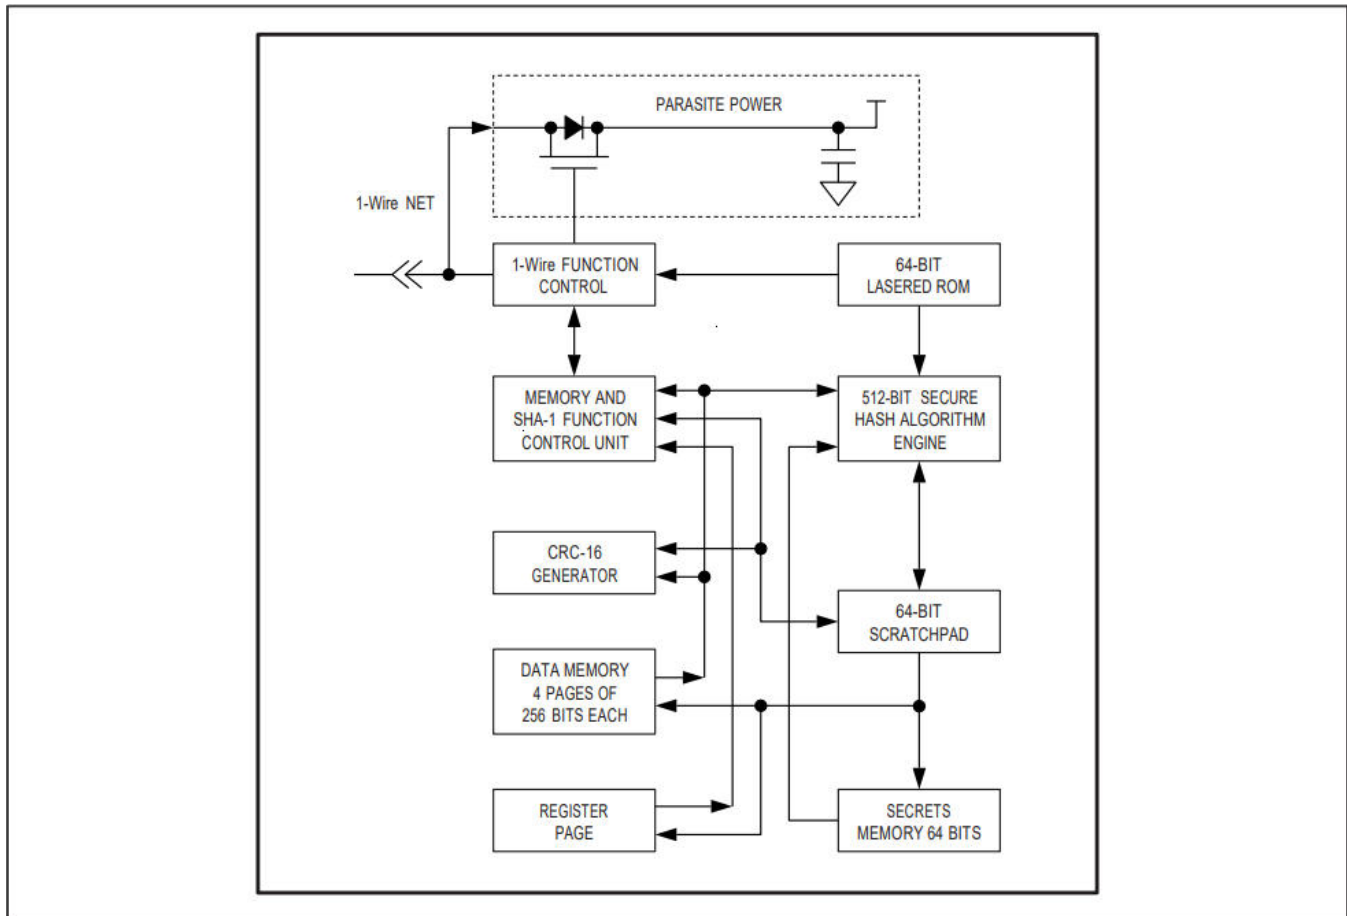 PARASITE POWER
1-Wire NET
1-Wire FUNCTION
CONTROL
64-BIT
LASERED ROM
MEMORY AND
SHA-1 FUNCTION
CONTROL UNIT
512-BIT SECURE
HASH ALGORITHM
ENGINE
CRC-16
GENERATOR
64-BIT
SCRATCHPAD
DATA MEMORY
4 PAGES OF
256 BITS EACH
REGISTER
PAGE
SECRETS
MEMORY 64 BITS